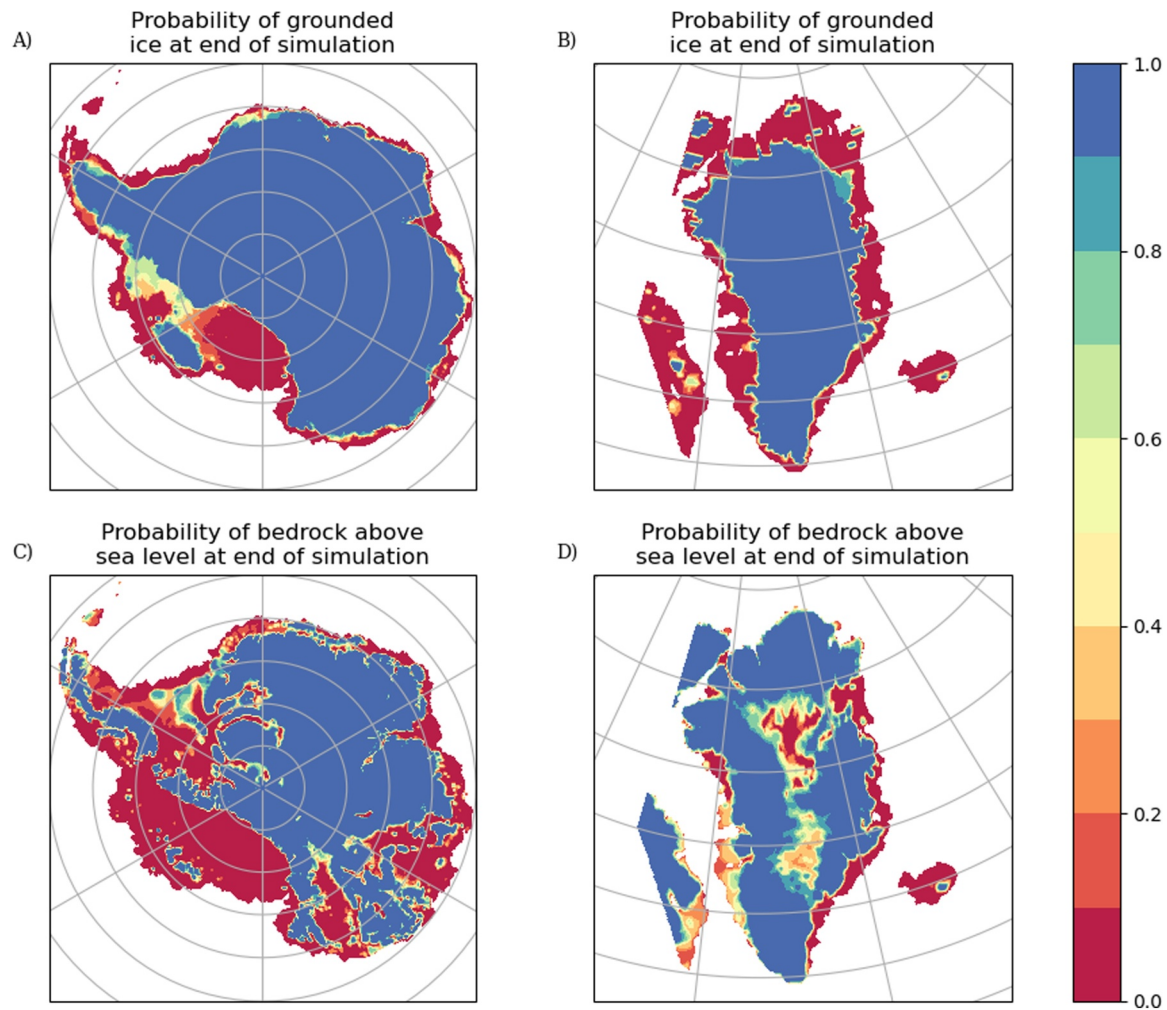 A)
Probability of grounded
ice at end of simulation
B)
Probability of grounded
ice at end of simulation
C)
Probability of bedrock above
sea level at end of simulation
D)
Probability of bedrock above
sea level at end of simulation
1.0
0.8
0.6
0.4
0.2
0.0